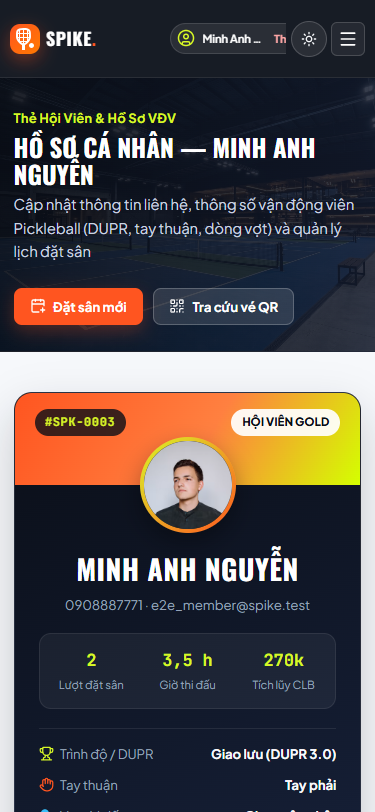 SPIKE.
Minh Anh ...
Th
Thẻ Hội Viên & Hồ Sơ VĐV
HỒ SƠ CÁ NHÂN — MINH ANH
NGUYỄN
Cập nhật thông tin liên hệ, thông số vận động viên
Pickleball (DUPR, tay thuận, dòng vợt) và quản lý
lịch đặt sân
Đặt sân mới
Tra cứu vé QR
#SPK-0003
HỘI VIÊN GOLD
MINH ANH NGUYỄN
0908887771 · e2e_member@spike.test
2 3,5 h 270k
Lượt đặt sân Giờ thi đấu Tích lũy CLB
Trình độ / DUPR Giao lưu (DUPR 3.0)
Tay thuận Tay phải